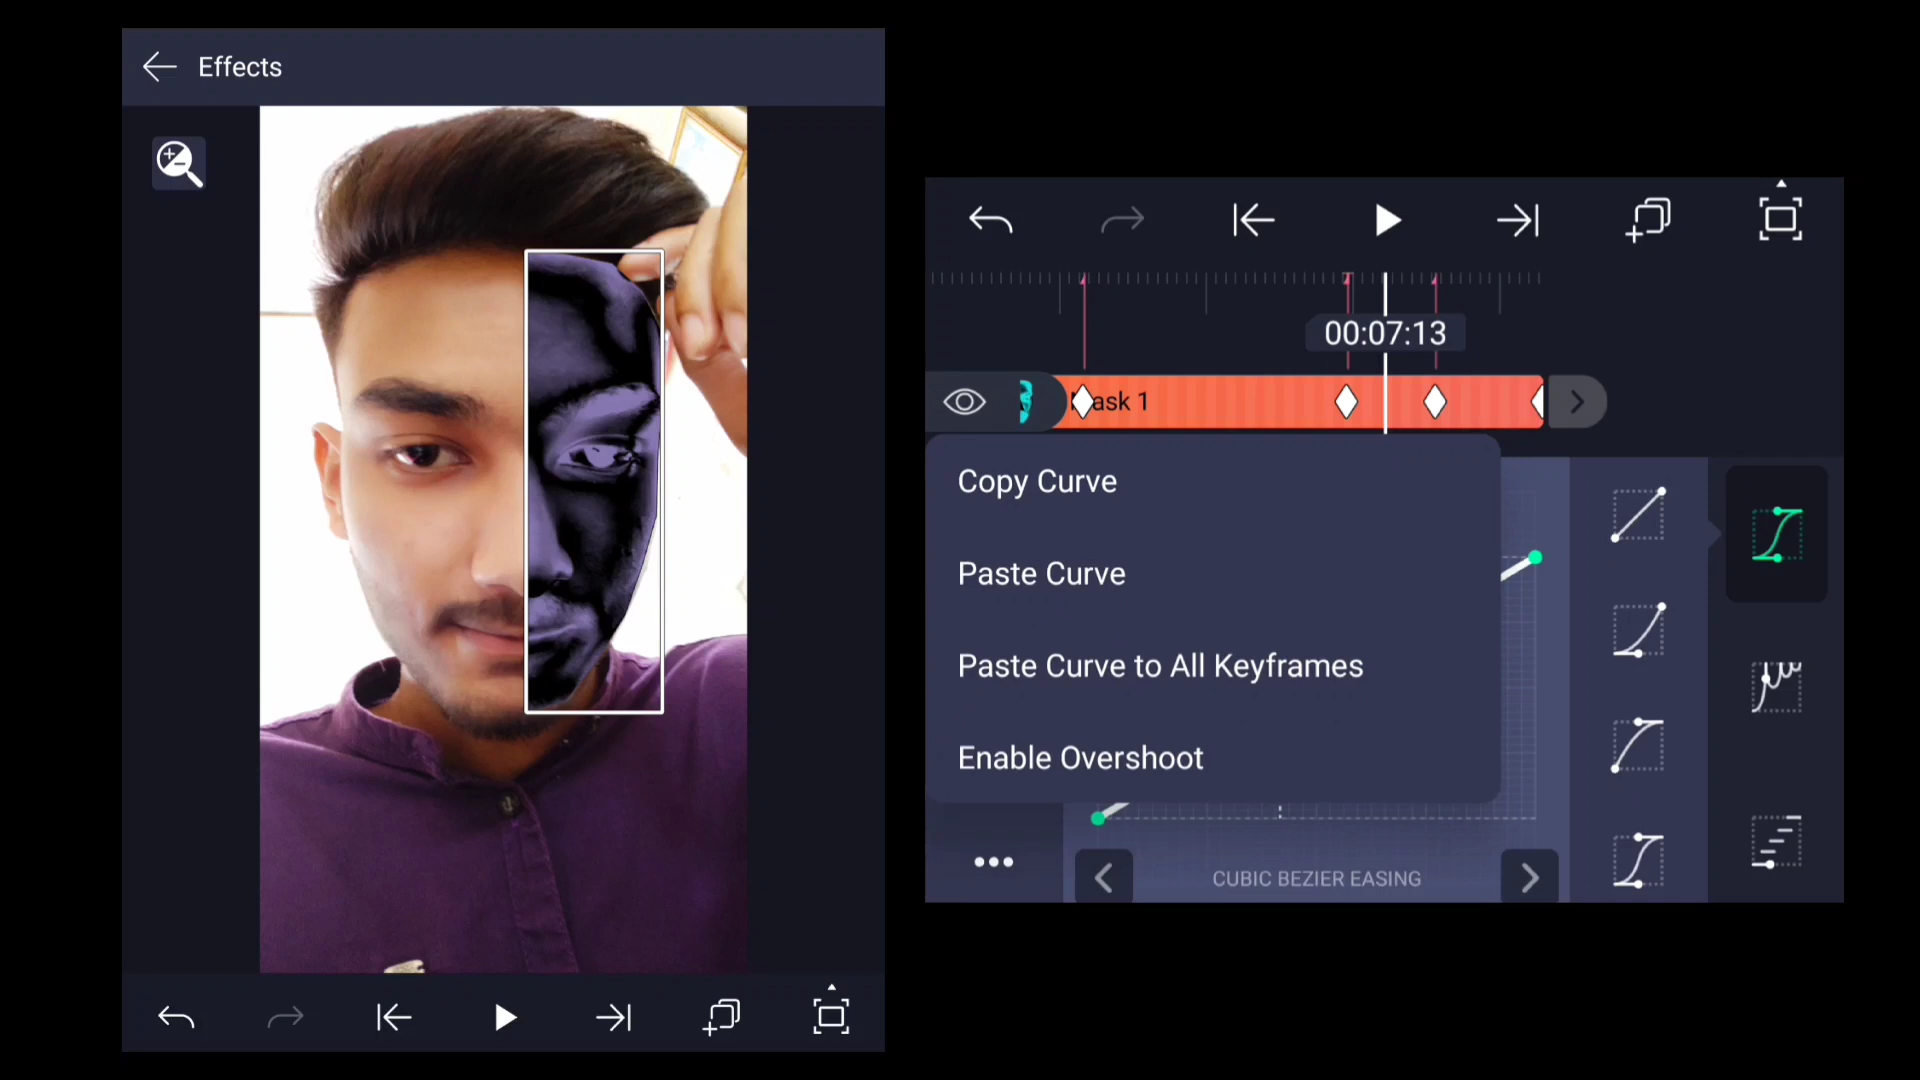 Effects
00:07:13
Mask 1
Copy Curve
Paste Curve
Paste Curve to All Keyframes
Enable Overshoot
CUBIC BEZIER EASING